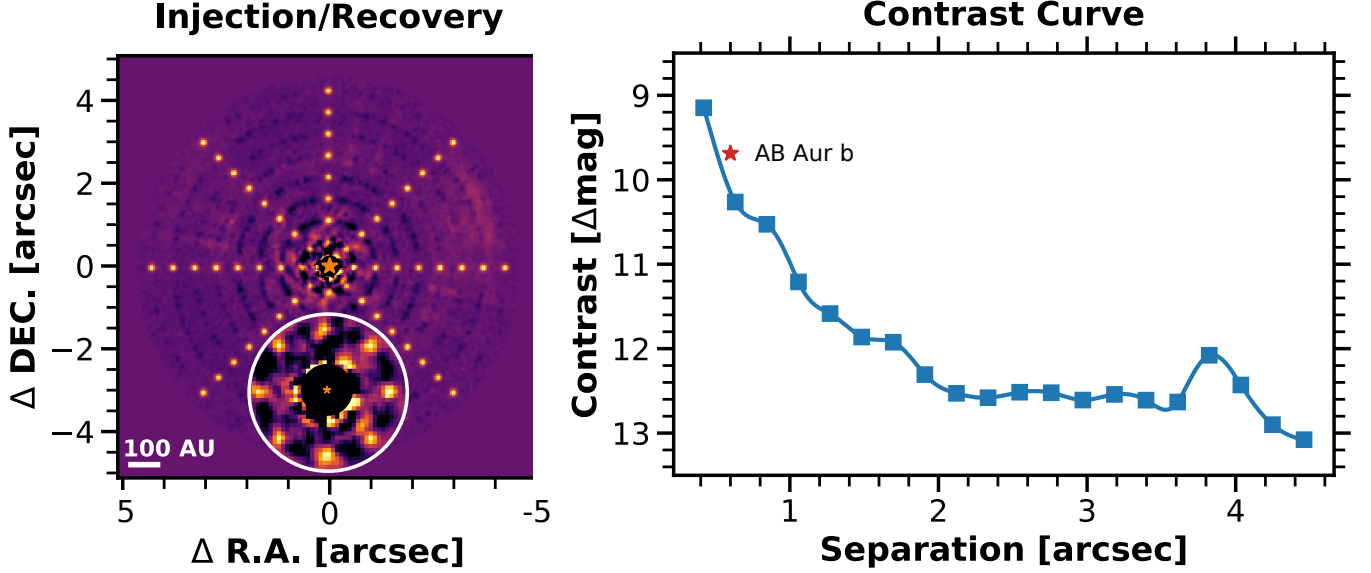 Injection/Recovery
Δ DEC. [arcsec]
4
2
0
−2
−4
100 AU
5
0
-5
Δ R.A. [arcsec]
Contrast Curve
Contrast [Δmag]
9
10
11
12
13
AB Aur b
1
2
3
4
Separation [arcsec]